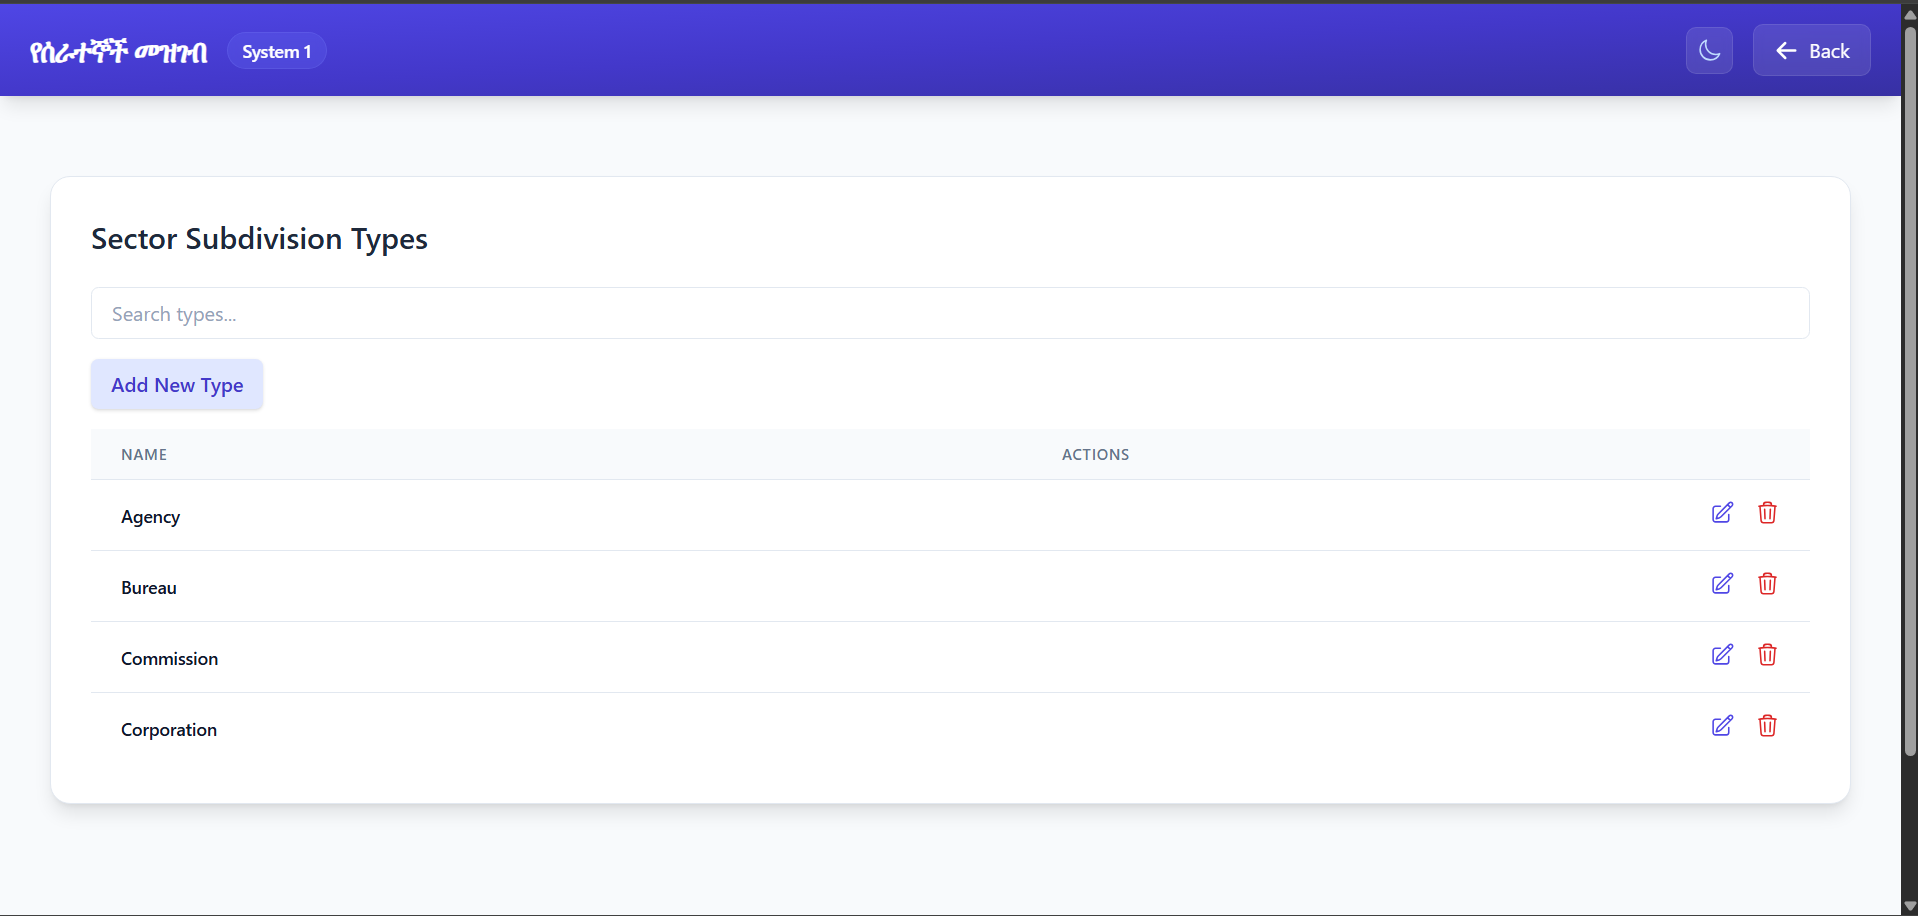 የሰራተኞች መዝገብ
System 1
Back
Sector Subdivision Types
Search types...
Add New Type
NAME ACTIONS
Agency
Bureau
Commission
Corporation